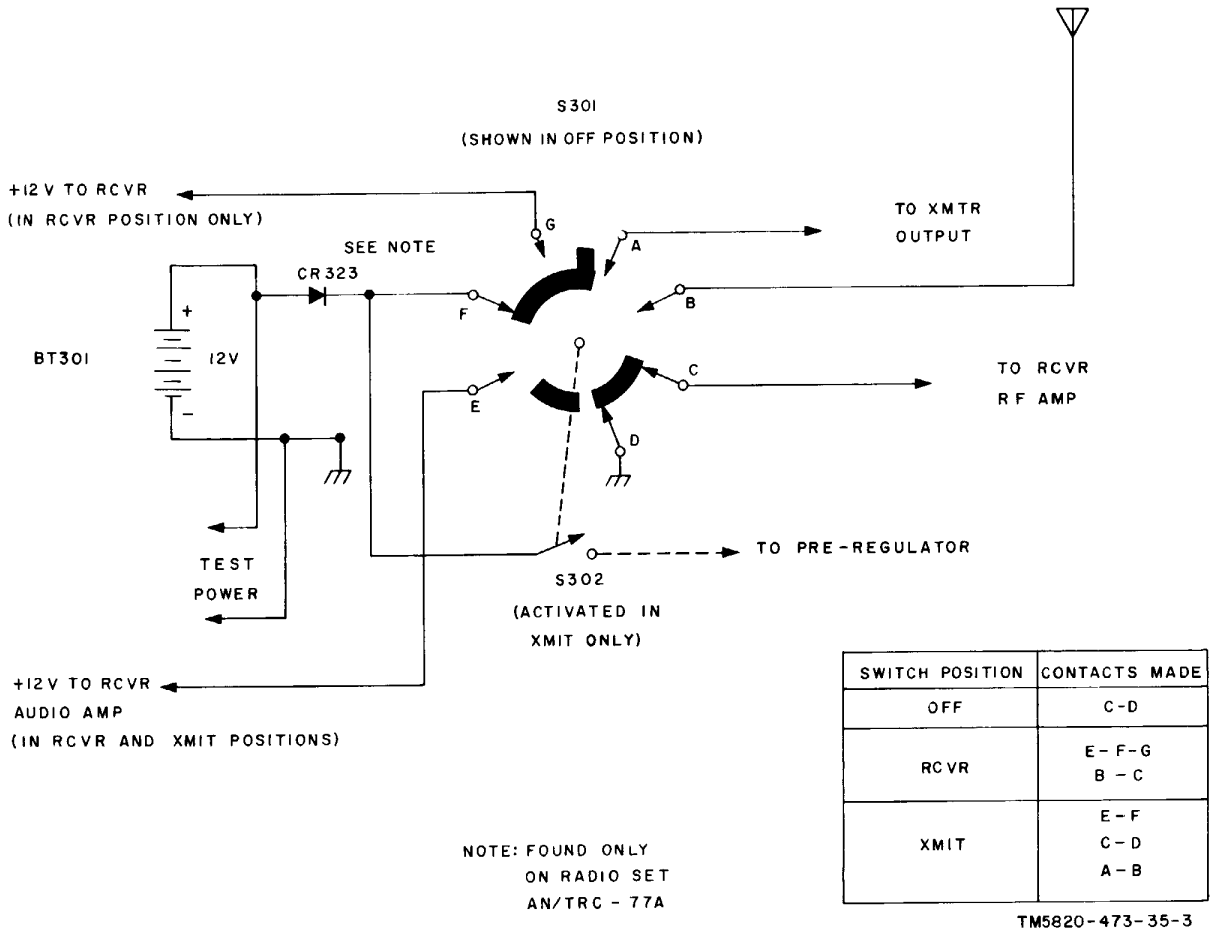 S301
(SHOWN IN OFF POSITION)
+12V TO RCVR
(IN RCVR POSITION ONLY)
G
A
TO XMTR
OUTPUT
SEE NOTE
CR323
F
B
+
BT301
12V
-
E
C
TO RCVR
RF AMP
D
TEST
POWER
TO PRE-REGULATOR
S302
(ACTIVATED IN
XMIT ONLY)
+12V TO RCVR
AUDIO AMP
(IN RCVR AND XMIT POSITIONS)
SWITCH POSITION CONTACTS MADE
OFF C-D
RCVR E-F-G
B-C
XMIT E-F
C-D
A-B
NOTE: FOUND ONLY
ON RADIO SET
AN/TRC-77A
TM5820-473-35-3